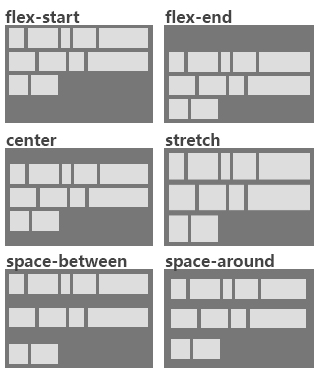 flex-start
flex-end
center
stretch
space-between
space-around